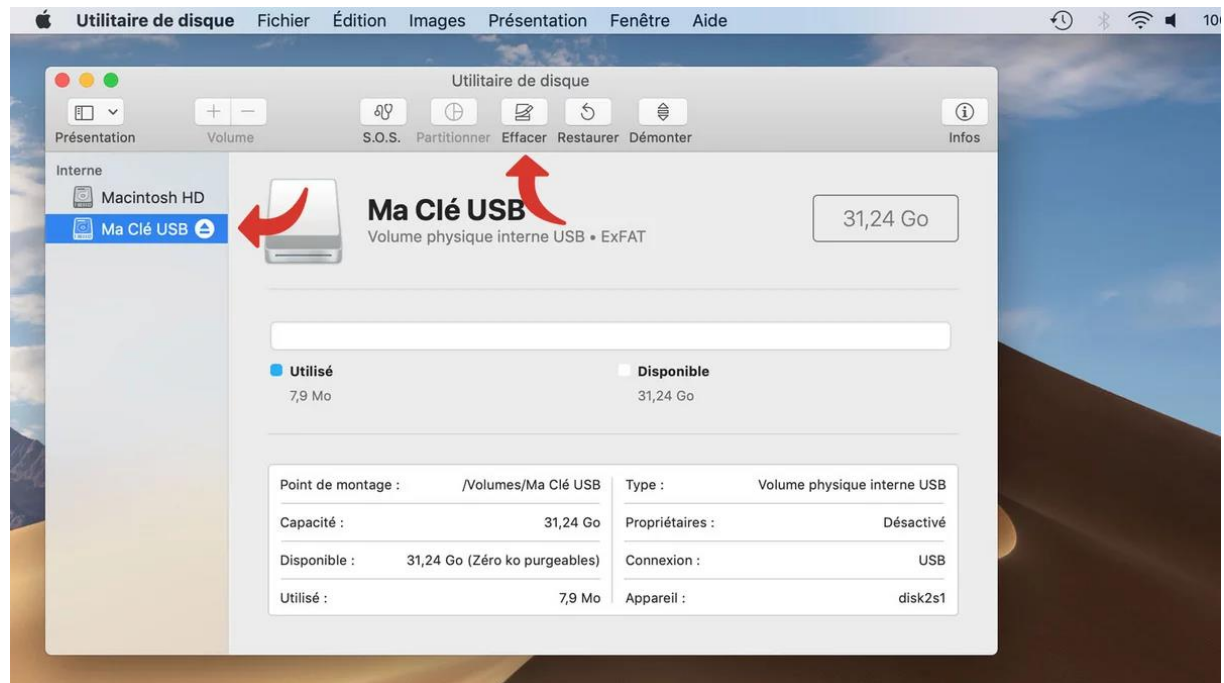 Utilitaire de disque Fichier Édition Images Présentation Fenêtre Aide
Utilitaire de disque
Présentation Volume S.O.S. Partitionner Effacer Restaurer Démonter Infos
Interne
Macintosh HD
Ma Clé USB
Ma Clé USB
Volume physique interne USB • ExFAT
31,24 Go
Utilisé
7,9 Mo
Disponible
31,24 Go
Point de montage : /Volumes/Ma Clé USB Type : Volume physique interne USB
Capacité : 31,24 Go Propriétaires : Désactivé
Disponible : 31,24 Go (Zéro ko purgeables) Connexion : USB
Utilisé : 7,9 Mo Appareil : disk2s1